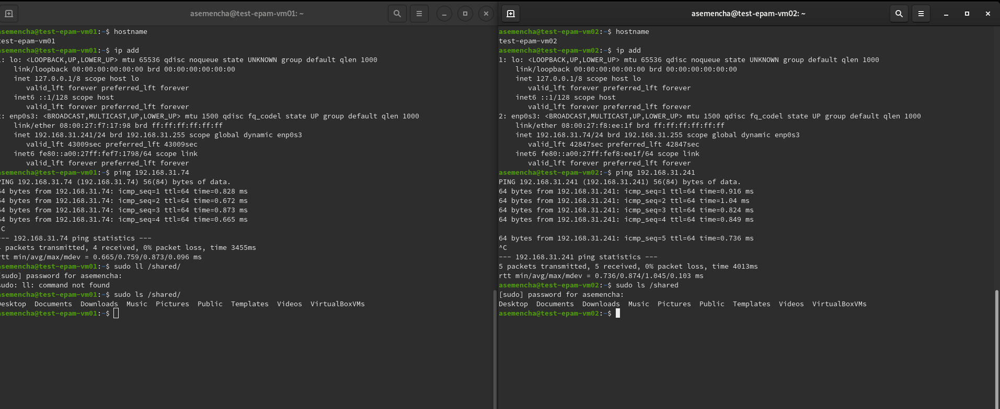 asemencha@test-epam-vm01: ~
asemencha@test-epam-vm01:~$ hostname
test-epam-vm01
asemencha@test-epam-vm01:~$ ip add
: lo: <LOOPBACK,UP,LOWER_UP> mtu 65536 qdisc noqueue state UNKNOWN group default qlen 1000
link/loopback 00:00:00:00:00:00 brd 00:00:00:00:00:00
inet 127.0.0.1/8 scope host lo
valid_lft forever preferred_lft forever
inet6 ::1/128 scope host
valid_lft forever preferred_lft forever
: enp0s3: <BROADCAST,MULTICAST,UP,LOWER_UP> mtu 1500 qdisc fq_codel state UP group default qlen 1000
link/ether 08:00:27:f7:17:98 brd ff:ff:ff:ff:ff:ff
inet 192.168.31.241/24 brd 192.168.31.255 scope global dynamic enp0s3
valid_lft 43009sec preferred_lft 43009sec
inet6 fe80::a00:27ff:fef7:1798/64 scope link
valid_lft forever preferred_lft forever
asemencha@test-epam-vm01:~$ ping 192.168.31.74
PING 192.168.31.74 (192.168.31.74) 56(84) bytes of data.
64 bytes from 192.168.31.74: icmp_seq=1 ttl=64 time=0.828 ms
64 bytes from 192.168.31.74: icmp_seq=2 ttl=64 time=0.672 ms
64 bytes from 192.168.31.74: icmp_seq=3 ttl=64 time=0.873 ms
64 bytes from 192.168.31.74: icmp_seq=4 ttl=64 time=0.665 ms
^C
--- 192.168.31.74 ping statistics ---
packets transmitted, 4 received, 0% packet loss, time 3455ms
rtt min/avg/max/mdev = 0.665/0.759/0.873/0.096 ms
asemencha@test-epam-vm01:~$ sudo ll /shared/
[sudo] password for asemencha:
sudo: ll: command not found
asemencha@test-epam-vm01:~$ sudo ls /shared/
Desktop Documents Downloads Music Pictures Public Templates Videos VirtualBoxVMs
asemencha@test-epam-vm01:~$
asemencha@test-epam-vm02: ~
asemencha@test-epam-vm02:~$ hostname
test-epam-vm02
asemencha@test-epam-vm02:~$ ip add
1: lo: <LOOPBACK,UP,LOWER_UP> mtu 65536 qdisc noqueue state UNKNOWN group default qlen 1000
link/loopback 00:00:00:00:00:00 brd 00:00:00:00:00:00
inet 127.0.0.1/8 scope host lo
valid_lft forever preferred_lft forever
inet6 ::1/128 scope host
valid_lft forever preferred_lft forever
2: enp0s3: <BROADCAST,MULTICAST,UP,LOWER_UP> mtu 1500 qdisc fq_codel state UP group default qlen 1000
link/ether 08:00:27:f8:ee:1f brd ff:ff:ff:ff:ff:ff
inet 192.168.31.74/24 brd 192.168.31.255 scope global dynamic enp0s3
valid_lft 42847sec preferred_lft 42847sec
inet6 fe80::a00:27ff:fef8:ee1f/64 scope link
valid_lft forever preferred_lft forever
asemencha@test-epam-vm02:~$ ping 192.168.31.241
PING 192.168.31.241 (192.168.31.241) 56(84) bytes of data.
64 bytes from 192.168.31.241: icmp_seq=1 ttl=64 time=0.916 ms
64 bytes from 192.168.31.241: icmp_seq=2 ttl=64 time=1.04 ms
64 bytes from 192.168.31.241: icmp_seq=3 ttl=64 time=0.824 ms
64 bytes from 192.168.31.241: icmp_seq=4 ttl=64 time=0.849 ms
64 bytes from 192.168.31.241: icmp_seq=5 ttl=64 time=0.736 ms
^C
--- 192.168.31.241 ping statistics ---
5 packets transmitted, 5 received, 0% packet loss, time 4013ms
rtt min/avg/max/mdev = 0.736/0.874/1.045/0.103 ms
asemencha@test-epam-vm02:~$ sudo ls /shared
[sudo] password for asemencha:
Desktop Documents Downloads Music Pictures Public Templates Videos VirtualBoxVMs
asemencha@test-epam-vm02:~$